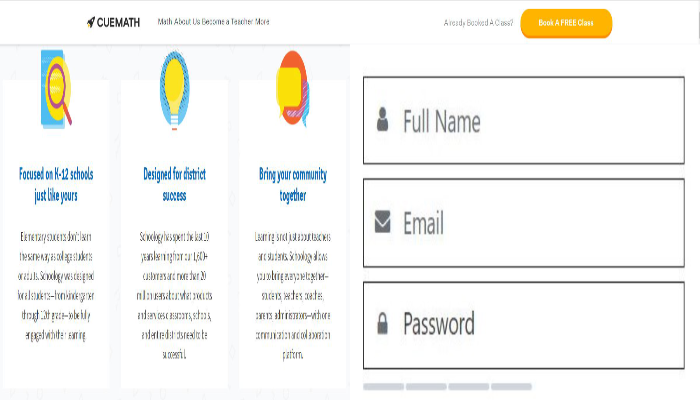 CUEMATH Math About Us Become a Teacher More Already Booked A Class? Book A FREE Class
Focused on K-12 schools
just like yours
Elementary students don't learn
the same way as college students
or adults. Schoology was designed
for all students—from kindergarten
through 12th grade—to be fully
engaged with their learning.
Designed for district
success
Schoology has spent the last 10
years learning from our 1,600+
customers and more than 20
million users about what products
and services classrooms, schools,
and entire districts need to be
successful.
Bring your community
together
Learning is not just about teachers
and students. Schoology allows
you to bring everyone together—
students, teachers, coaches,
parents, administrators—with one
communication and collaboration
platform.
Full Name
Email
Password